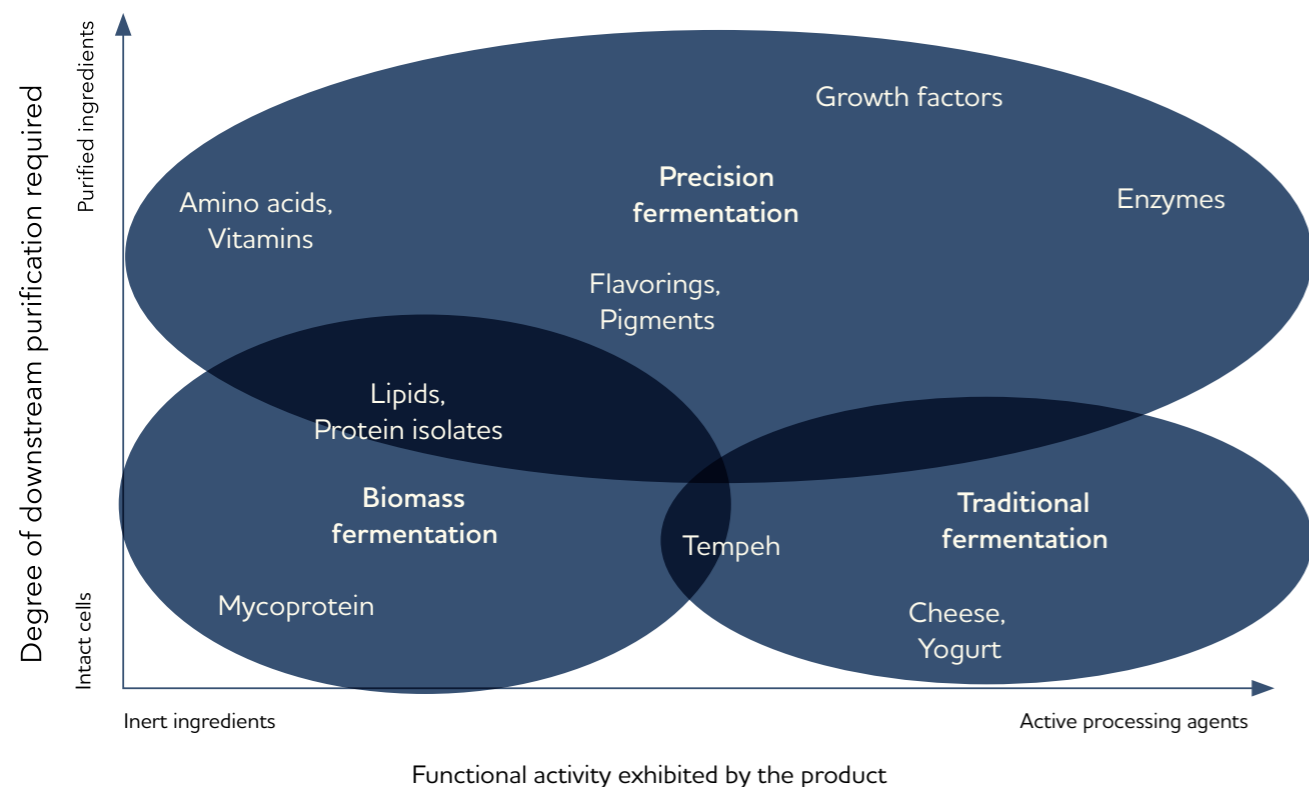 Degree of downstream purification required
Purified ingredients
Intact cells
Growth factors
Precision
fermentation
Enzymes
Amino acids,
Vitamins
Flavorings,
Pigments
Lipids,
Protein isolates
Biomass
fermentation
Traditional
fermentation
Tempeh
Mycoprotein
Cheese,
Yogurt
Inert ingredients
Active processing agents
Functional activity exhibited by the product